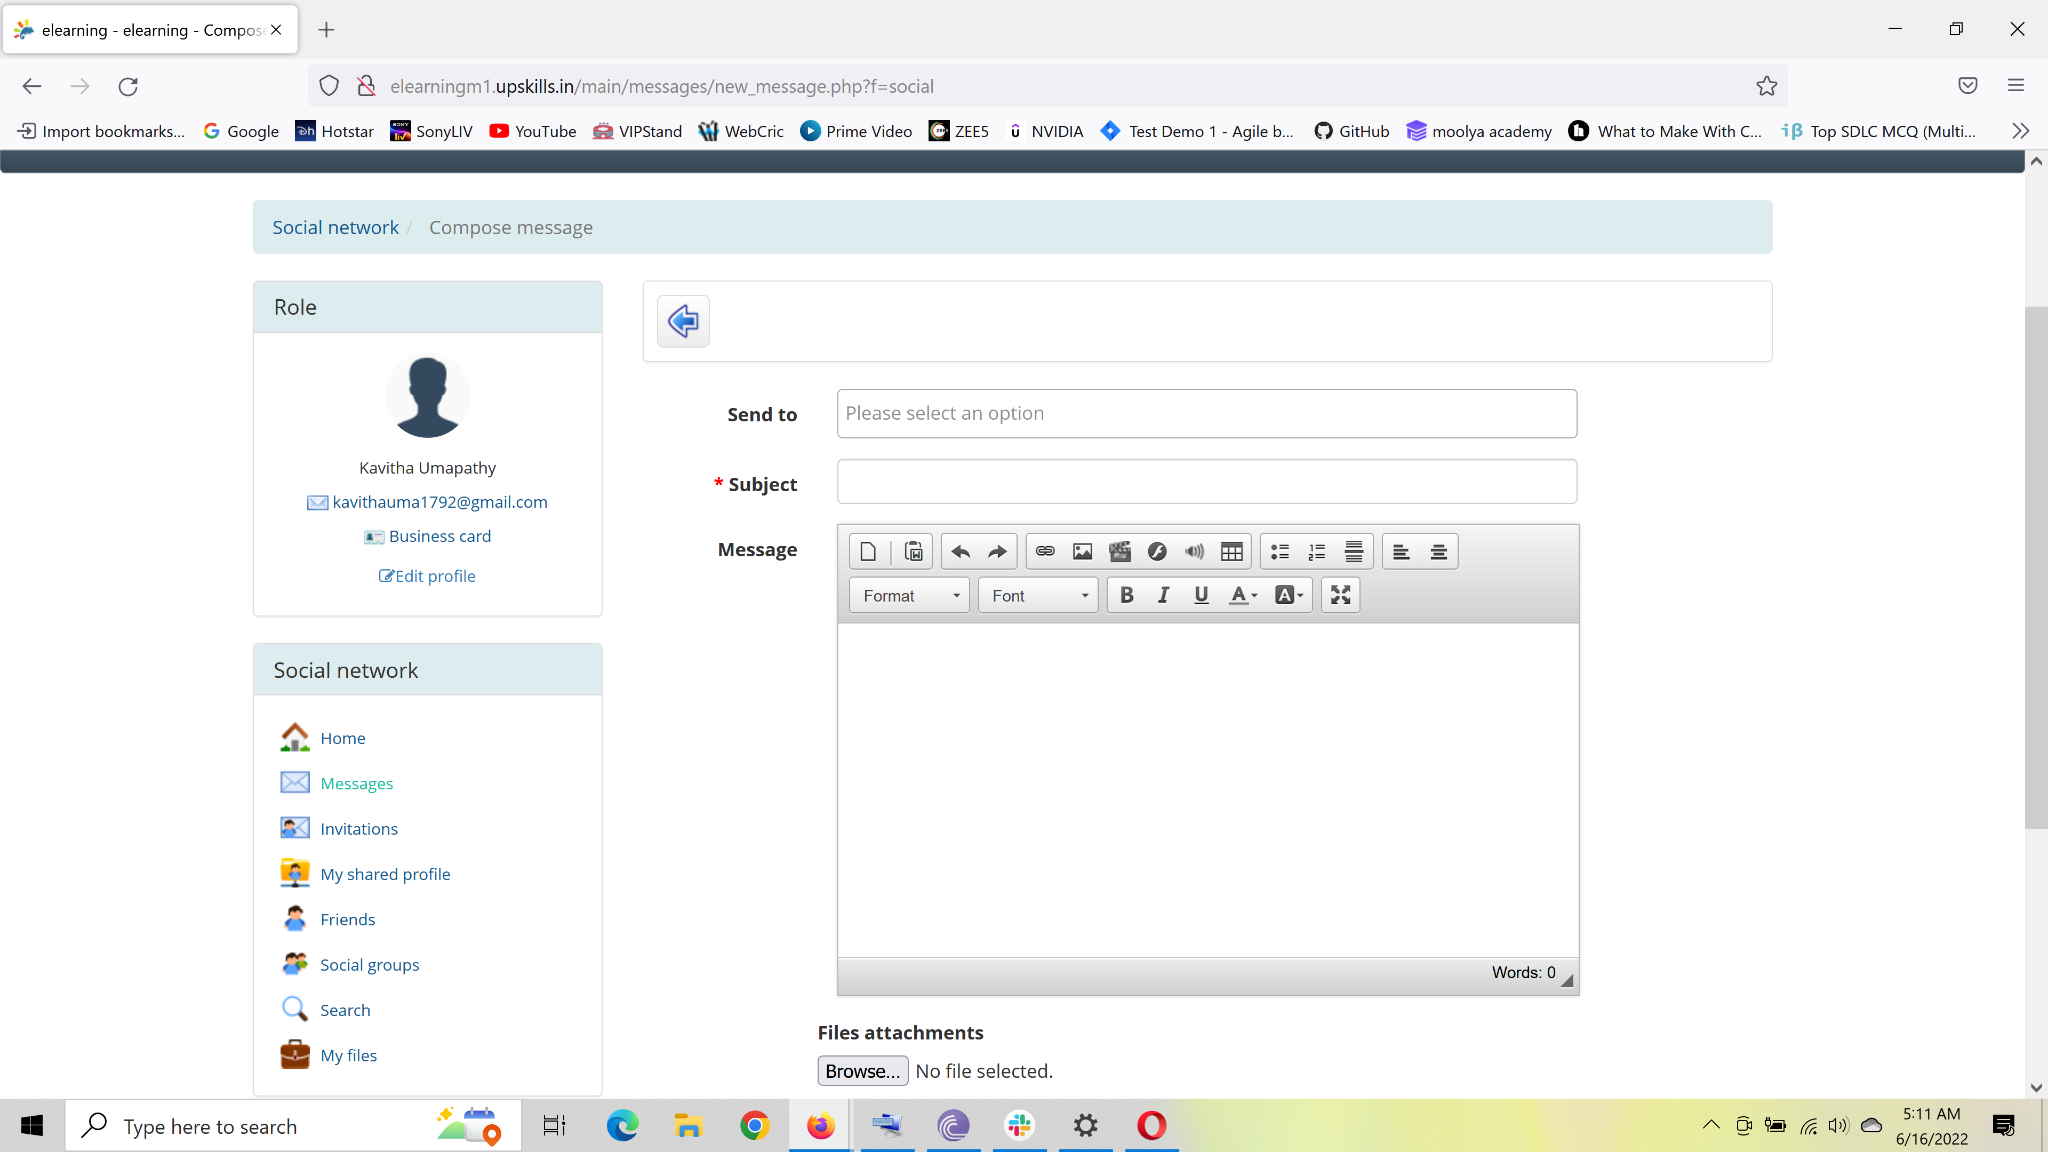 elearning - elearning - Compos
elearningm1.upskills.in/main/messages/new_message.php?f=social
Import bookmarks... Google Hotstar SonyLIV YouTube VIPStand WebCric Prime Video ZEE5 NVIDIA Test Demo 1 - Agile b... GitHub moolya academy What to Make With C... Top SDLC MCQ (Multi...
Social network / Compose message
Role
Kavitha Umapathy
kavithauma1792@gmail.com
Business card
Edit profile
Social network
Home
Messages
Invitations
My shared profile
Friends
Social groups
Search
My files
Send to
Please select an option
* Subject
Message
Format Font B I U A A
Words: 0
Files attachments
Browse... No file selected.
Type here to search
5:11 AM
6/16/2022